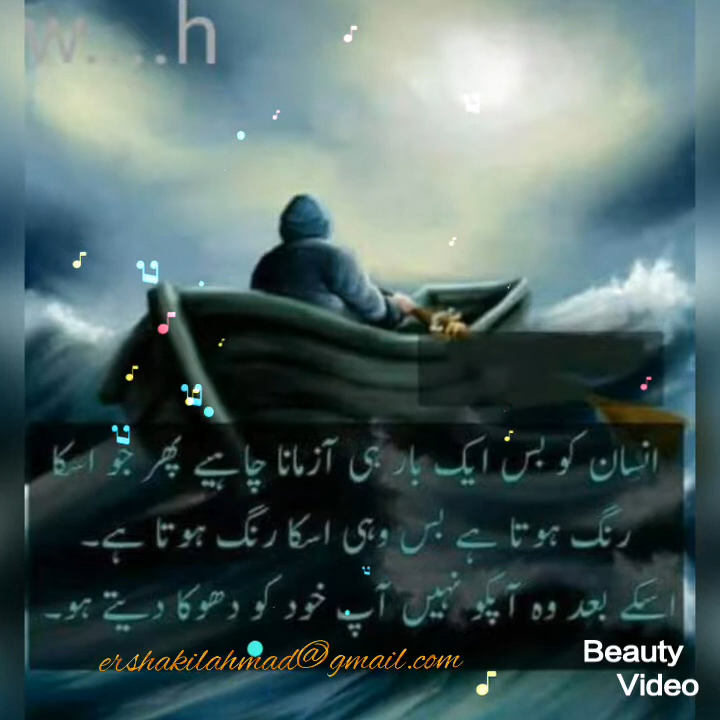 w....h
انسان کو بس ایک بار ہی آزمانا چاہیے پھر جو اسکا
رنگ ہوتا ہے بس وہی اسکا رنگ ہوتا ہے۔
اسکے بعد وہ آپکو نہیں آپ خود کو دھوکا دیتے ہو۔
ershakilahmad@gmail.com
Beauty
Video